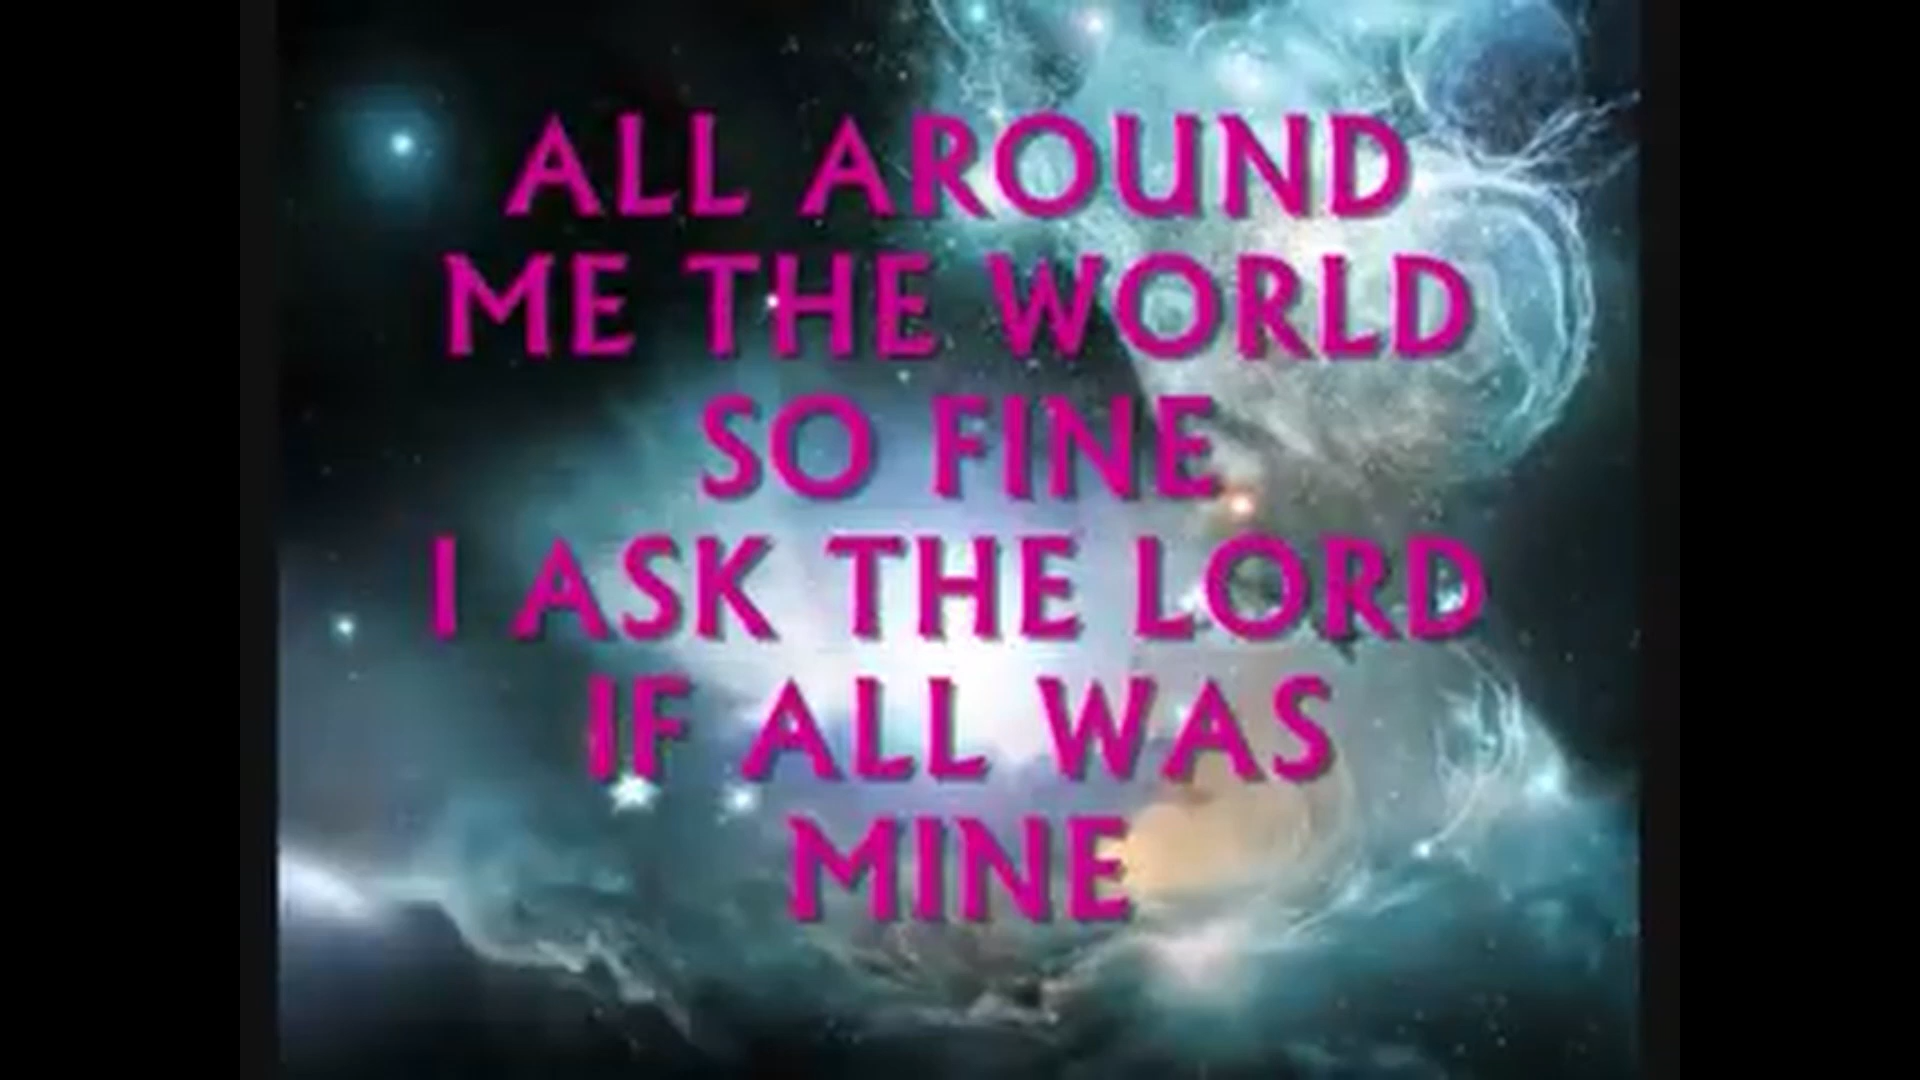 ALL AROUND
ME THE WORLD
SO FINE
I ASK THE LORD
IF ALL WAS
MINE